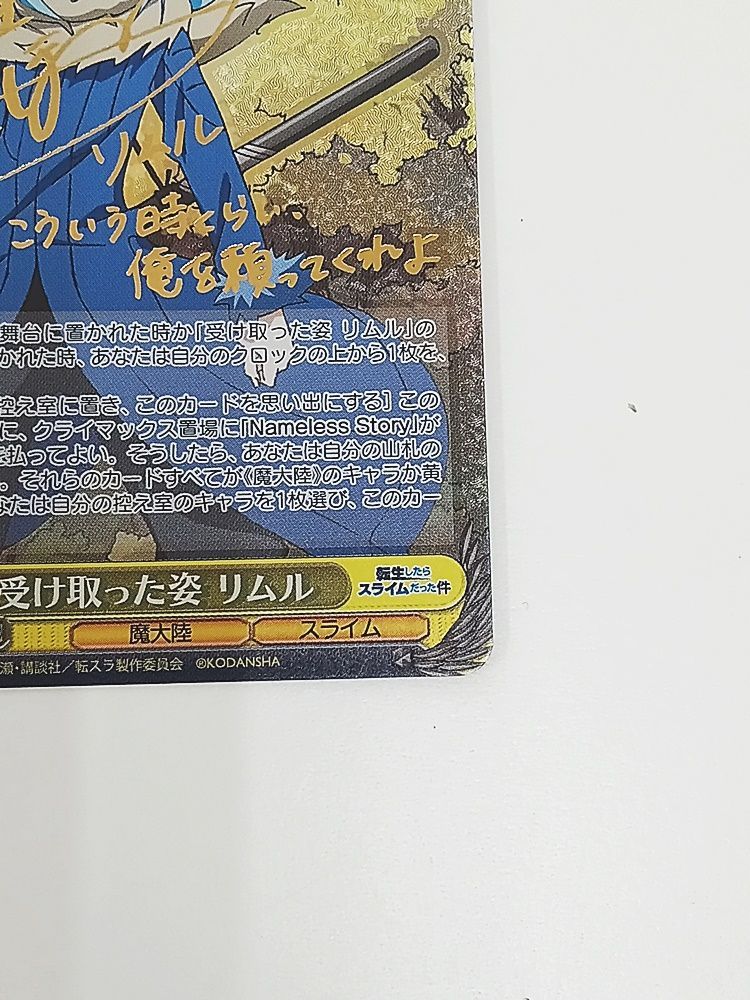 リムル
こういう時くらい
俺を頼ってくれよ
舞台に置かれた時か「受け取った姿 リムル」の
かれた時、あなたは自分のクロックの上から1枚を、
控え室に置き、このカードを思い出にする］ この
に、クライマックス置場に「Nameless Story」が
を払ってよい。そうしたら、あなたは自分の山札の
。それらのカードすべてが《魔大陸》のキャラか黄
なたは自分の控え室のキャラを1枚選び、このカー
受け取った姿 リムル
転生したら
スライムだった件
魔大陸 スライム
瀬・講談社／転スラ製作委員会 ©KODANSHA